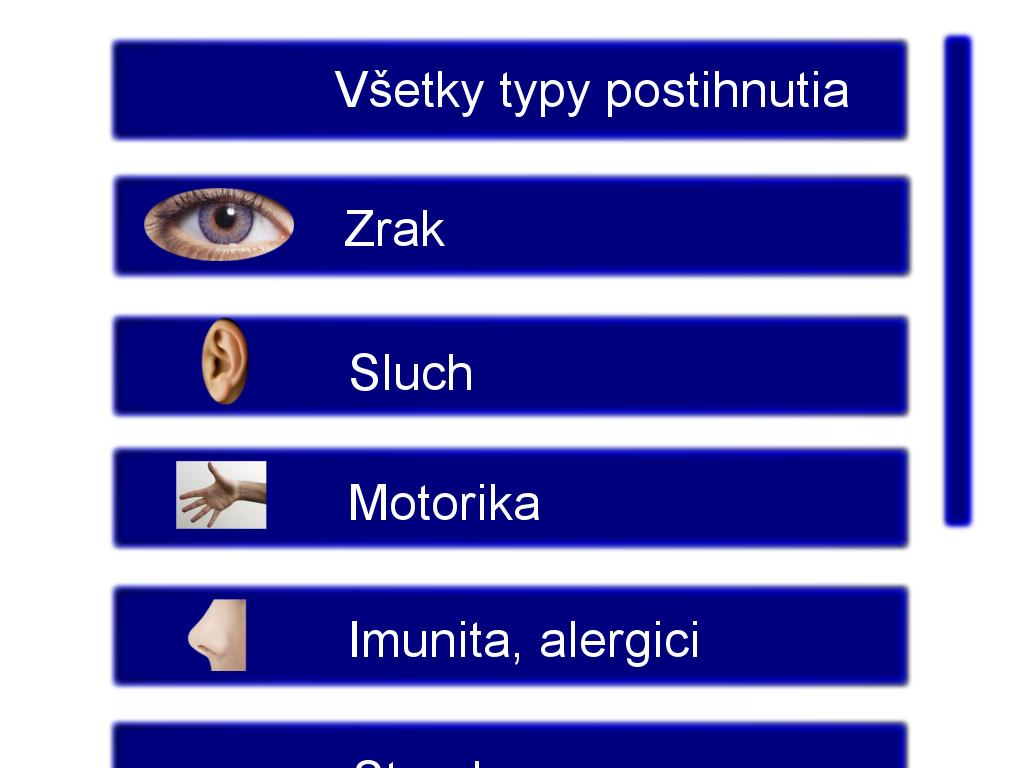 Všetky typy postihnutia
Zrak
Sluch
Motorika
Imunita, alergici